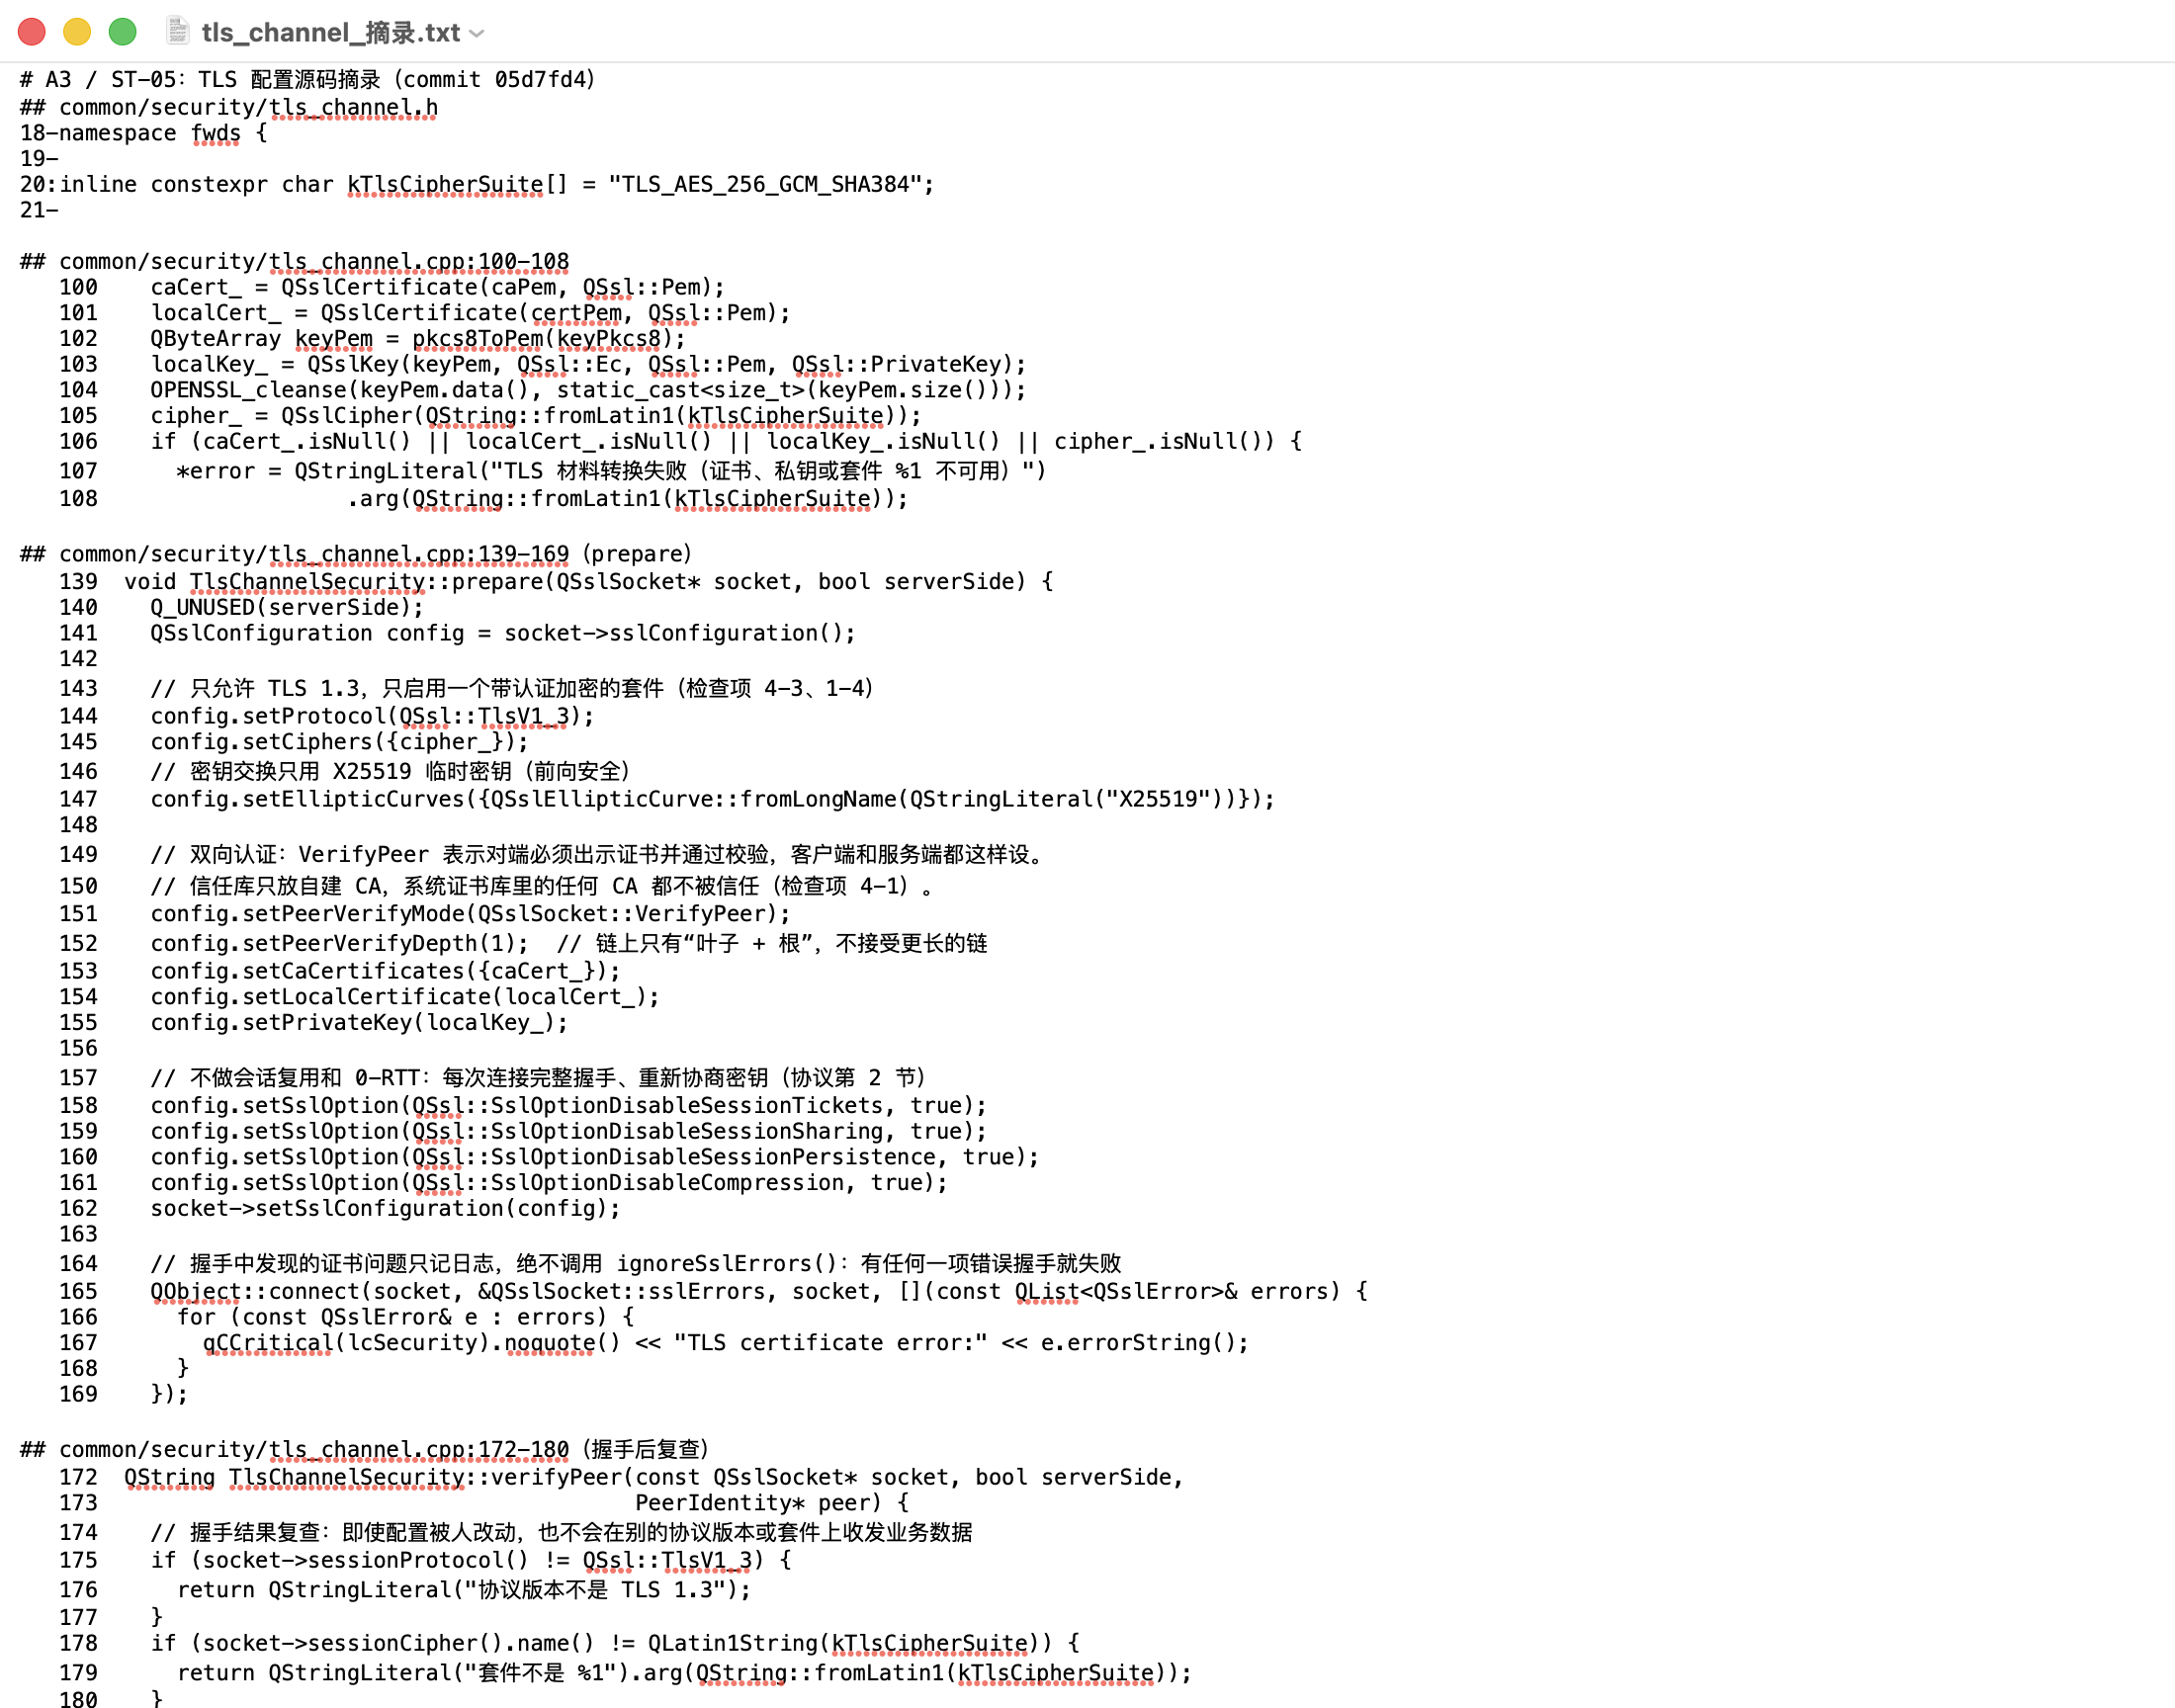 tls_channel_摘录.txt
# A3 / ST-05：TLS 配置源码摘录（commit 05d7fd4）
## common/security/tls_channel.h
18-namespace fwds {
19-
20:inline constexpr char kTlsCipherSuite[] = "TLS_AES_256_GCM_SHA384";
21-
## common/security/tls_channel.cpp:100-108
100    caCert_ = QSslCertificate(caPem, QSsl::Pem);
101    localCert_ = QSslCertificate(certPem, QSsl::Pem);
102    QByteArray keyPem = pkcs8ToPem(keyPkcs8);
103    localKey_ = QSslKey(keyPem, QSsl::Ec, QSsl::Pem, QSsl::PrivateKey);
104    OPENSSL_cleanse(keyPem.data(), static_cast<size_t>(keyPem.size()));
105    cipher_ = QSslCipher(QString::fromLatin1(kTlsCipherSuite));
106    if (caCert_.isNull() || localCert_.isNull() || localKey_.isNull() || cipher_.isNull()) {
107      *error = QStringLiteral("TLS 材料转换失败（证书、私钥或套件 %1 不可用）")
108                   .arg(QString::fromLatin1(kTlsCipherSuite));
## common/security/tls_channel.cpp:139-169（prepare）
139  void TlsChannelSecurity::prepare(QSslSocket* socket, bool serverSide) {
140    Q_UNUSED(serverSide);
141    QSslConfiguration config = socket->sslConfiguration();
142
143    // 只允许 TLS 1.3，只启用一个带认证加密的套件（检查项 4-3、1-4）
144    config.setProtocol(QSsl::TlsV1_3);
145    config.setCiphers({cipher_});
146    // 密钥交换只用 X25519 临时密钥（前向安全）
147    config.setEllipticCurves({QSslEllipticCurve::fromLongName(QStringLiteral("X25519"))});
148
149    // 双向认证：VerifyPeer 表示对端必须出示证书并通过校验，客户端和服务端都这样设。
150    // 信任库只放自建 CA，系统证书库里的任何 CA 都不被信任（检查项 4-1）。
151    config.setPeerVerifyMode(QSslSocket::VerifyPeer);
152    config.setPeerVerifyDepth(1);  // 链上只有“叶子 + 根”，不接受更长的链
153    config.setCaCertificates({caCert_});
154    config.setLocalCertificate(localCert_);
155    config.setPrivateKey(localKey_);
156
157    // 不做会话复用和 0-RTT：每次连接完整握手、重新协商密钥（协议第 2 节）
158    config.setSslOption(QSsl::SslOptionDisableSessionTickets, true);
159    config.setSslOption(QSsl::SslOptionDisableSessionSharing, true);
160    config.setSslOption(QSsl::SslOptionDisableSessionPersistence, true);
161    config.setSslOption(QSsl::SslOptionDisableCompression, true);
162    socket->setSslConfiguration(config);
163
164    // 握手中发现的证书问题只记日志，绝不调用 ignoreSslErrors()：有任何一项错误握手就失败
165    QObject::connect(socket, &QSslSocket::sslErrors, socket, [](const QList<QSslError>& errors) {
166      for (const QSslError& e : errors) {
167        qCCritical(lcSecurity).noquote() << "TLS certificate error:" << e.errorString();
168      }
169    });
## common/security/tls_channel.cpp:172-180（握手后复查）
172  QString TlsChannelSecurity::verifyPeer(const QSslSocket* socket, bool serverSide,
173                                         PeerIdentity* peer) {
174    // 握手结果复查：即使配置被人改动，也不会在别的协议版本或套件上收发业务数据
175    if (socket->sessionProtocol() != QSsl::TlsV1_3) {
176      return QStringLiteral("协议版本不是 TLS 1.3");
177    }
178    if (socket->sessionCipher().name() != QLatin1String(kTlsCipherSuite)) {
179      return QStringLiteral("套件不是 %1").arg(QString::fromLatin1(kTlsCipherSuite));
180    }